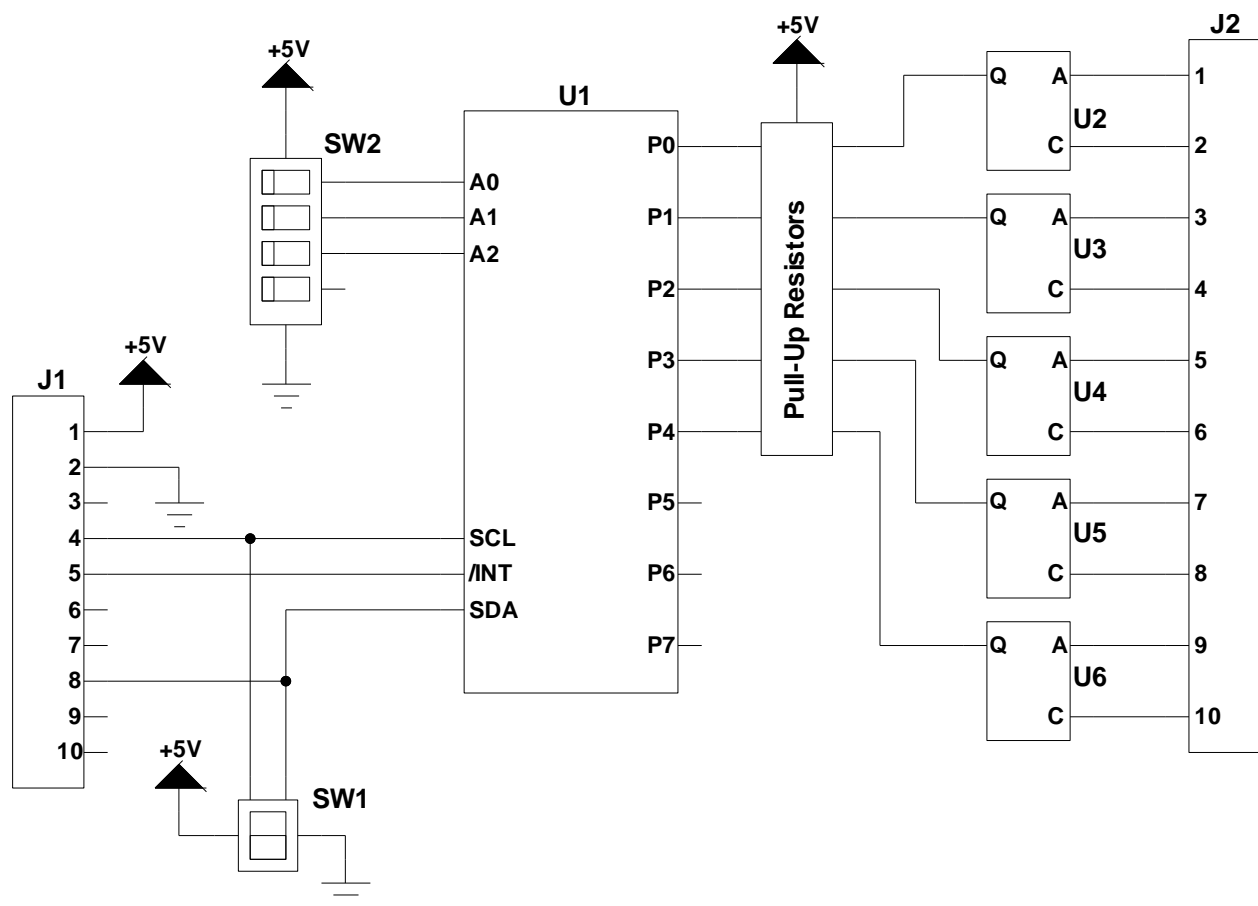 J1
1
2
3
4
5
6
7
8
9
10
+5V
+5V
SW1
+5V
SW2
U1
A0
A1
A2
SCL
/INT
SDA
P0
P1
P2
P3
P4
P5
P6
P7
+5V
Pull-Up Resistors
Q A
U2
C
Q A
U3
C
Q A
U4
C
Q A
U5
C
Q A
U6
C
J2
1
2
3
4
5
6
7
8
9
10